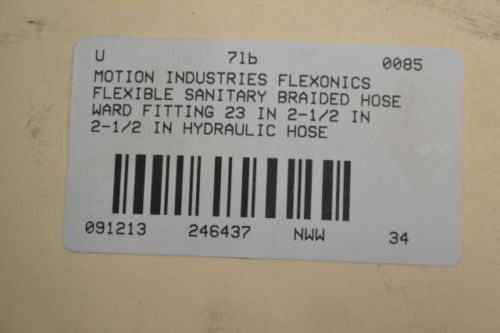 U 7lb 0085
MOTION INDUSTRIES FLEXONICS
FLEXIBLE SANITARY BRAIDED HOSE
WARD FITTING 23 IN 2-1/2 IN
2-1/2 IN HYDRAULIC HOSE
091213 246437 NWW 34